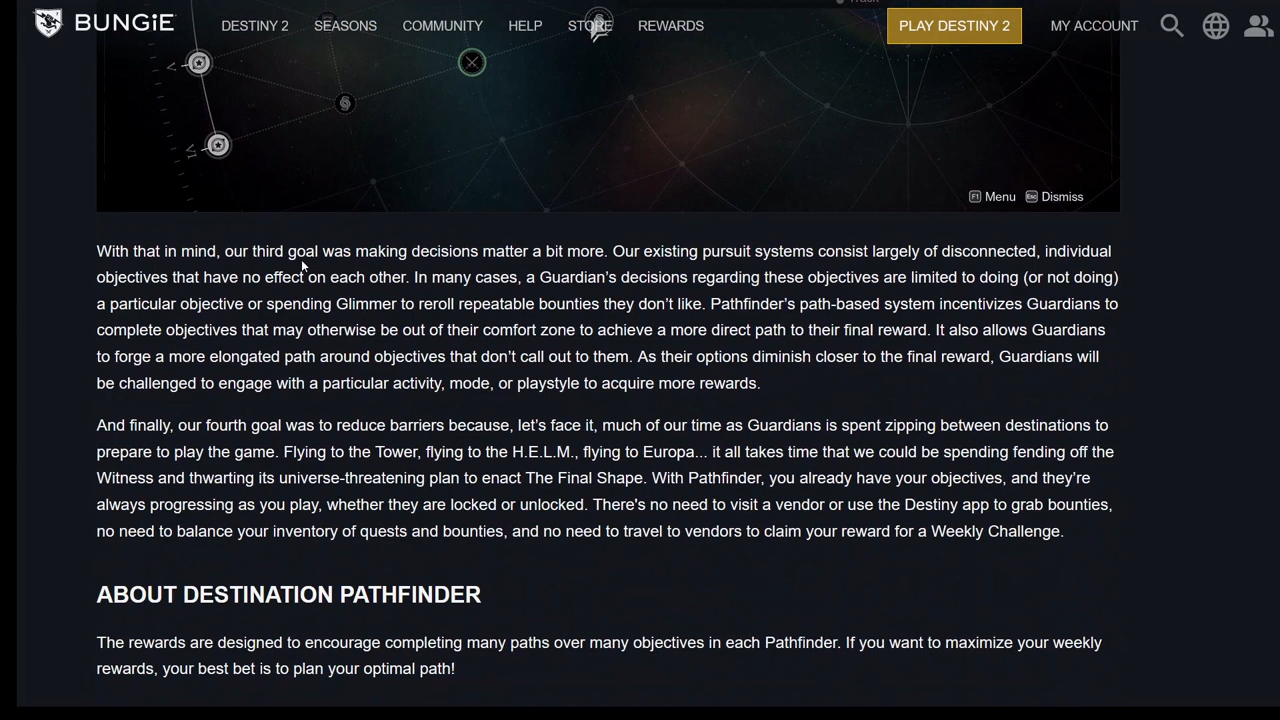 Track
BUNGiE
DESTINY 2 SEASONS COMMUNITY HELP STORE REWARDS PLAY DESTINY 2 MY ACCOUNT
F1 Menu Esc Dismiss
With that in mind, our third goal was making decisions matter a bit more. Our existing pursuit systems consist largely of disconnected, individual
objectives that have no effect on each other. In many cases, a Guardian’s decisions regarding these objectives are limited to doing (or not doing)
a particular objective or spending Glimmer to reroll repeatable bounties they don’t like. Pathfinder’s path-based system incentivizes Guardians to
complete objectives that may otherwise be out of their comfort zone to achieve a more direct path to their final reward. It also allows Guardians
to forge a more elongated path around objectives that don’t call out to them. As their options diminish closer to the final reward, Guardians will
be challenged to engage with a particular activity, mode, or playstyle to acquire more rewards.
And finally, our fourth goal was to reduce barriers because, let’s face it, much of our time as Guardians is spent zipping between destinations to
prepare to play the game. Flying to the Tower, flying to the H.E.L.M., flying to Europa... it all takes time that we could be spending fending off the
Witness and thwarting its universe-threatening plan to enact The Final Shape. With Pathfinder, you already have your objectives, and they’re
always progressing as you play, whether they are locked or unlocked. There's no need to visit a vendor or use the Destiny app to grab bounties,
no need to balance your inventory of quests and bounties, and no need to travel to vendors to claim your reward for a Weekly Challenge.
ABOUT DESTINATION PATHFINDER
The rewards are designed to encourage completing many paths over many objectives in each Pathfinder. If you want to maximize your weekly
rewards, your best bet is to plan your optimal path!